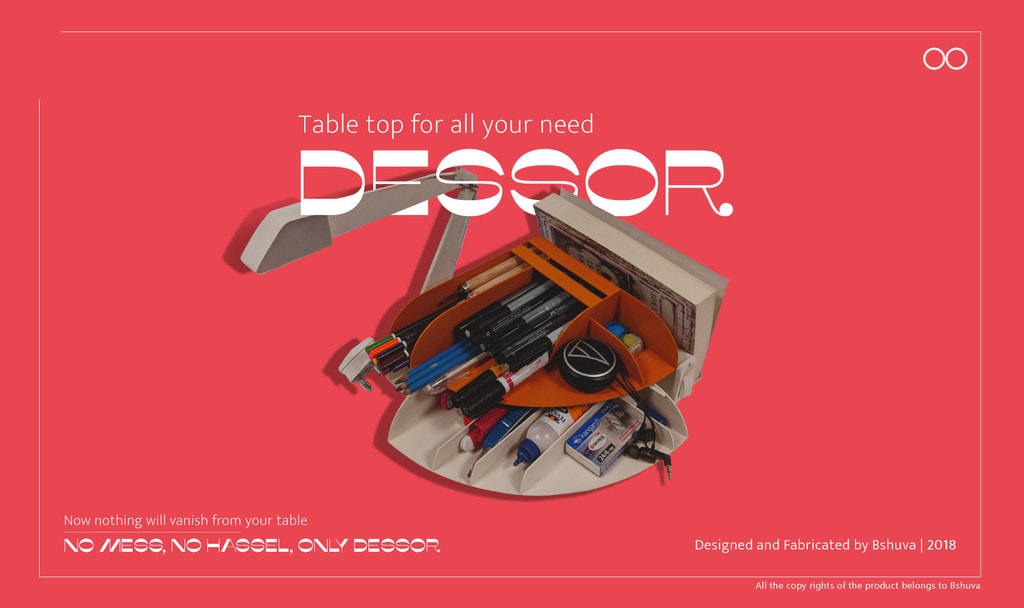 Table top for all your need
DESSOR.
Now nothing will vanish from your table
NO MESS, NO HASSEL, ONLY DESSOR.
Designed and Fabricated by Bshuva | 2018
All the copy rights of the product belongs to Bshuva